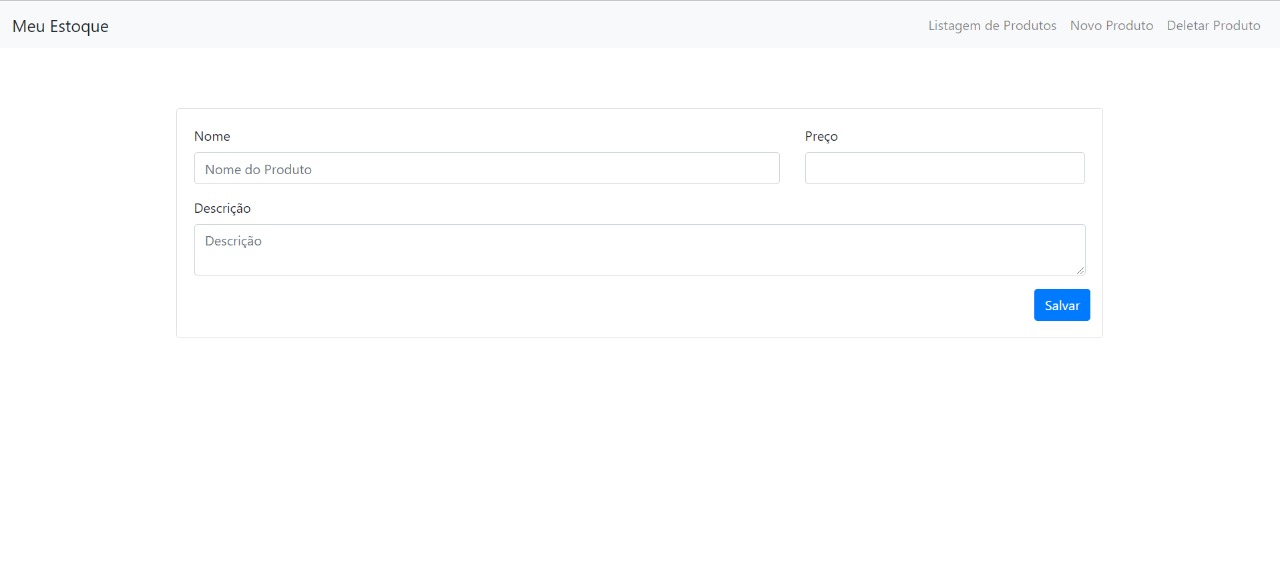 Meu Estoque
Listagem de Produtos Novo Produto Deletar Produto
Nome
Preço
Nome do Produto
Descrição
Descrição
Salvar